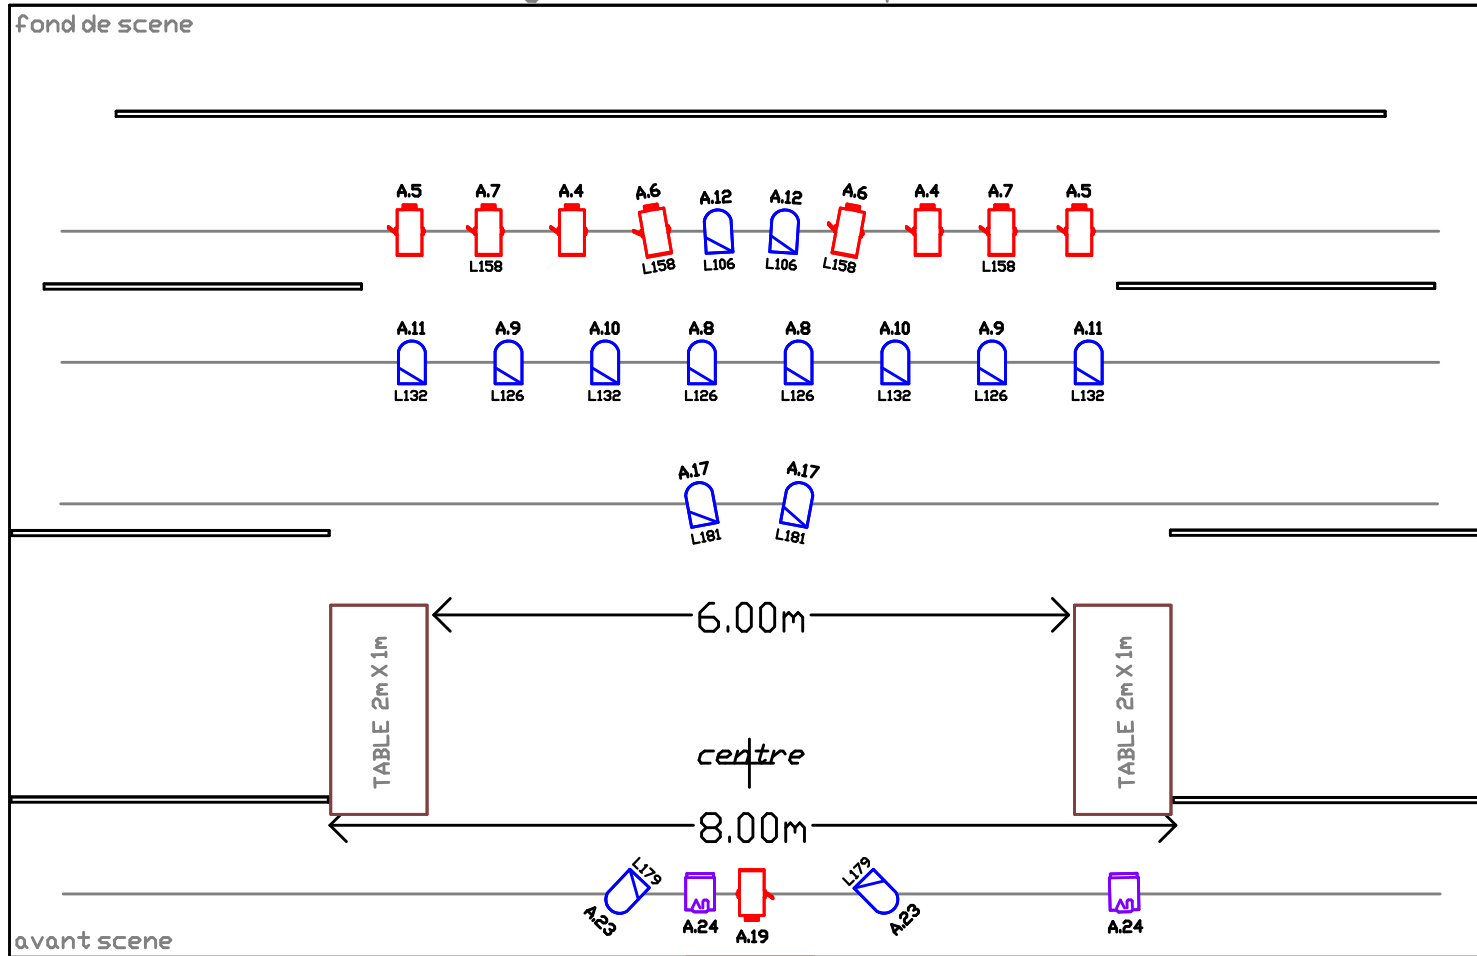 fond de scene
A.5 A.7 A.4 A.6 A.12 A.12 A.6 A.4 A.7 A.5
L158 L158 L106 L106 L158 L158
A.11 A.9 A.10 A.8 A.8 A.10 A.9 A.11
L132 L126 L132 L126 L126 L132 L126 L132
A.17 A.17
L181 L181
6.00m
TABLE 2m X 1m
TABLE 2m X 1m
centre
8.00m
L179 L179
A.23 A.24 A.19 A.23 A.24
avant scene